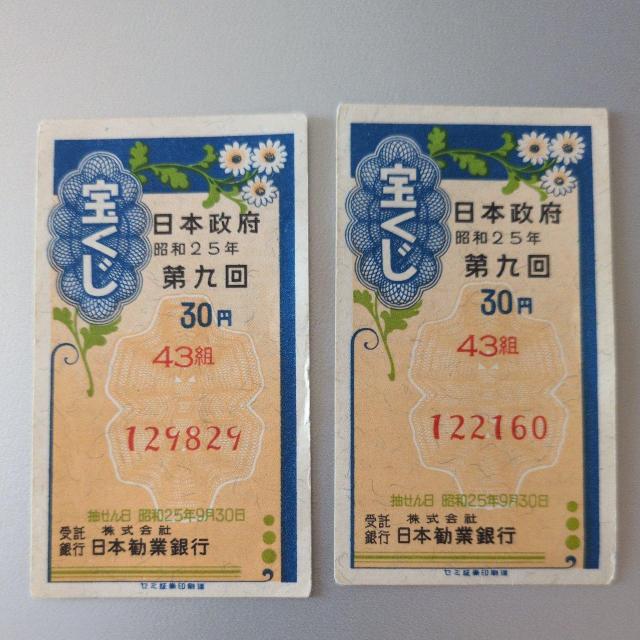 宝くじ
日本政府
昭和25年
第九回
30円
43組
129829
抽せん日 昭和25年9月30日
受託銀行
株式会社
日本勧業銀行
宝くじ
日本政府
昭和25年
第九回
30円
43組
122160
抽せん日 昭和25年9月30日
受託銀行
株式会社
日本勧業銀行